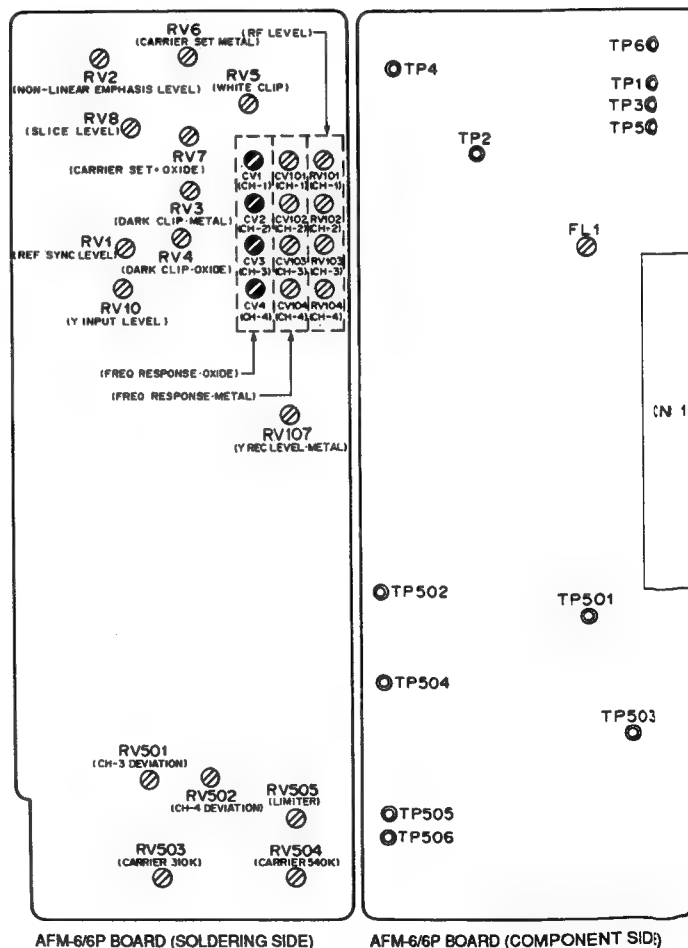 RV6
(CARRIER SET METAL)
(RF LEVEL)
RV2
(NON-LINEAR EMPHASIS LEVEL)
RV5
(WHITE CLIP)
RV8
(SLICE LEVEL)
RV7
(CARRIER SET-OXIDE)
CV1
(CH-1)
CV101
(CH-1)
RV101
(CH-1)
RV3
(DARK CLIP-METAL)
CV2
(CH-2)
CV102
(CH-2)
RV102
(CH-2)
RV1
(REF SYNC LEVEL)
RV4
(DARK CLIP-OXIDE)
CV3
(CH-3)
CV103
(CH-3)
RV103
(CH-3)
RV10
(Y INPUT LEVEL)
CV4
(CH-4)
CV104
(CH-4)
RV104
(CH-4)
(FREQ RESPONSE-OXIDE)
(FREQ RESPONSE-METAL)
RV107
(Y REC LEVEL-METAL)
RV501
(CH-3 DEVIATION)
RV502
(CH-4 DEVIATION)
RV505
(LIMITER)
RV503
(CARRIER 310K)
RV504
(CARRIER 540K)
AFM-6/6P BOARD (SOLDERING SIDE)
TP6
TP4
TP1
TP3
TP5
TP2
FL1
CN 1
TP502
TP501
TP504
TP503
TP505
TP506
AFM-6/6P BOARD (COMPONENT SIDE)